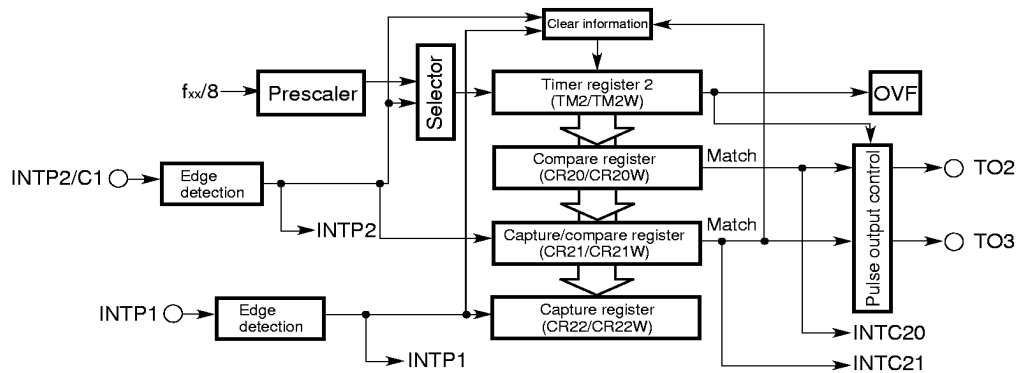 Clear information
fxx/8
Prescaler
Selector
Timer register 2
(TM2/TM2W)
OVF
Compare register
(CR20/CR20W)
Match
INTP2/CI
Edge
detection
INTP2
Capture/compare register
(CR21/CR21W)
Match
Pulse output control
TO2
TO3
INTP1
Edge
detection
INTP1
Capture register
(CR22/CR22W)
INTC20
INTC21